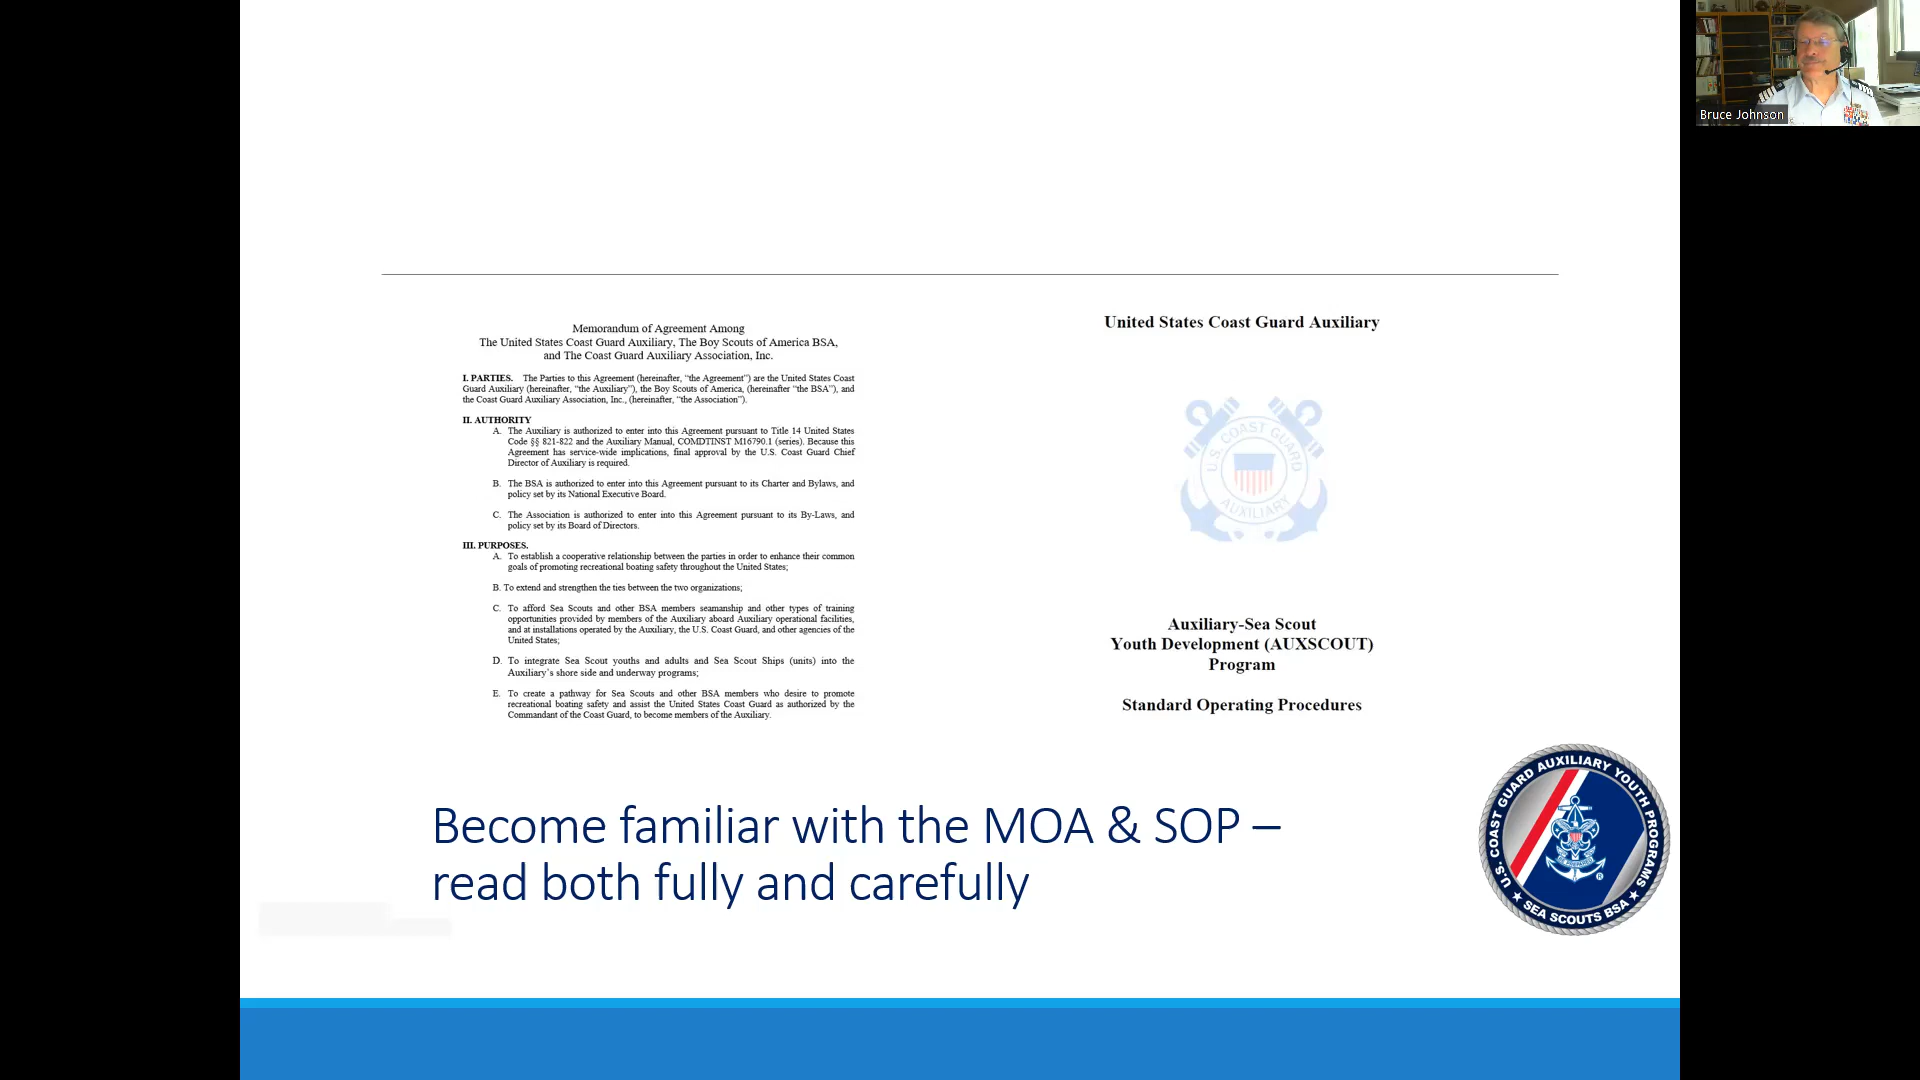 Bruce Johnson
Memorandum of Agreement Among
The United States Coast Guard Auxiliary, The Boy Scouts of America BSA,
and The Coast Guard Auxiliary Association, Inc.
I. PARTIES. The Parties to this Agreement (hereinafter, “the Agreement”) are the United States Coast
Guard Auxiliary (hereinafter, “the Auxiliary”), the Boy Scouts of America, (hereinafter “the BSA”), and
the Coast Guard Auxiliary Association, Inc., (hereinafter, “the Association”).
II. AUTHORITY
A. The Auxiliary is authorized to enter into this Agreement pursuant to Title 14 United States
Code §§ 821-822 and the Auxiliary Manual, COMDTINST M16790.1 (series). Because this
Agreement has service-wide implications, final approval by the U.S. Coast Guard Chief
Director of Auxiliary is required.
B. The BSA is authorized to enter into this Agreement pursuant to its Charter and Bylaws, and
policy set by its National Executive Board.
C. The Association is authorized to enter into this Agreement pursuant to its By-Laws, and
policy set by its Board of Directors.
III. PURPOSES.
A. To establish a cooperative relationship between the parties in order to enhance their common
goals of promoting recreational boating safety throughout the United States;
B. To extend and strengthen the ties between the two organizations;
C. To afford Sea Scouts and other BSA members seamanship and other types of training
opportunities provided by members of the Auxiliary aboard Auxiliary operational facilities,
and at installations operated by the Auxiliary, the U.S. Coast Guard, and other agencies of the
United States;
D. To integrate Sea Scout youths and adults and Sea Scout Ships (units) into the
Auxiliary’s shore side and underway programs;
E. To create a pathway for Sea Scouts and other BSA members who desire to promote
recreational boating safety and assist the United States Coast Guard as authorized by the
Commandant of the Coast Guard, to become members of the Auxiliary.
United States Coast Guard Auxiliary
U.S. COAST GUARD
AUXILIARY
Auxiliary-Sea Scout
Youth Development (AUXSCOUT)
Program
Standard Operating Procedures
Become familiar with the MOA & SOP –
read both fully and carefully
U.S. COAST GUARD AUXILIARY YOUTH PROGRAMS
SEA SCOUTS BSA
®